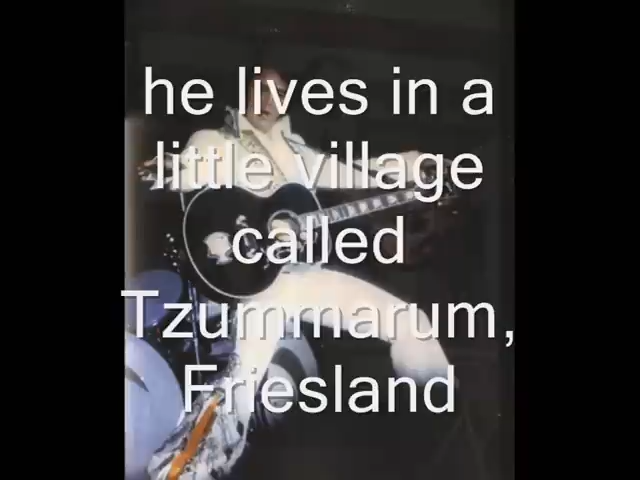 he lives in a
little village
called
Tzummarum,
Friesland